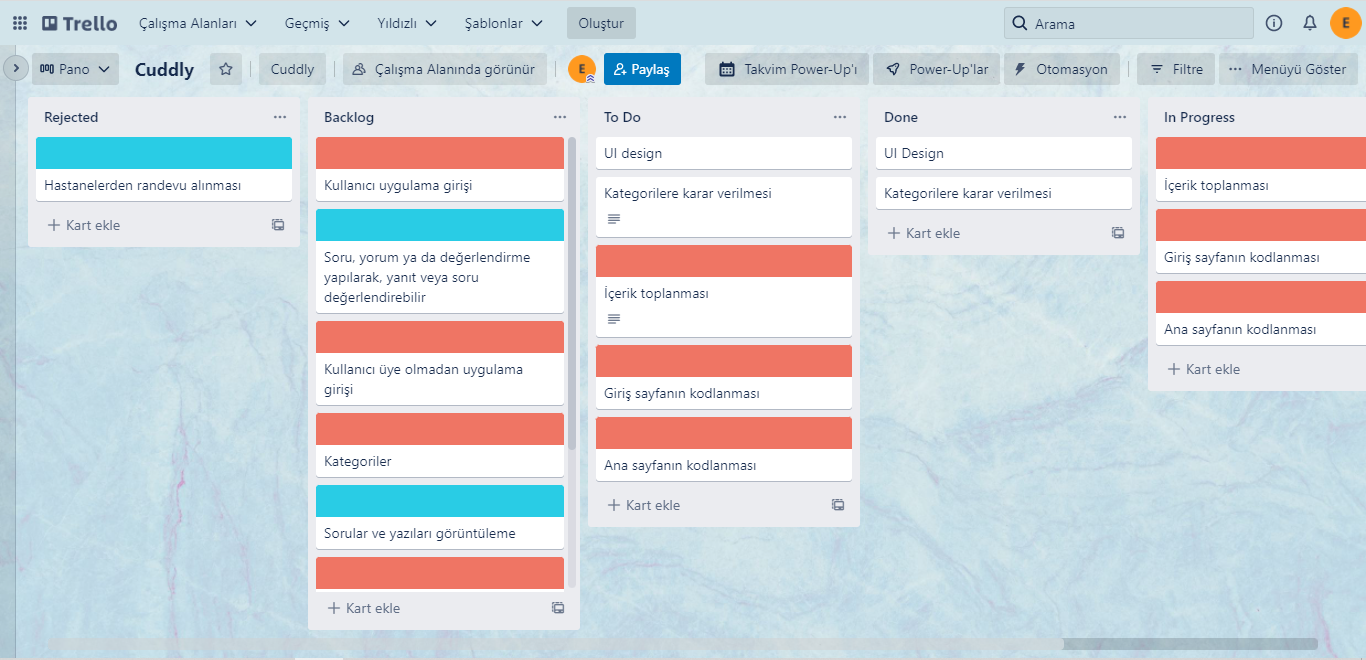 Trello
Çalışma Alanları
Geçmiş
Yıldızlı
Şablonlar
Oluştur
Arama
E
Pano
Cuddly
Cuddly
Çalışma Alanında görünür
E
Paylaş
Takvim Power-Up'ı
Power-Up'lar
Otomasyon
Filtre
Menüyü Göster
Rejected
Hastanelerden randevu alınması
Kart ekle
Backlog
Kullanıcı uygulama girişi
Soru, yorum ya da değerlendirme
yapılarak, yanıt veya soru
değerlendirebilir
Kullanıcı üye olmadan uygulama
girişi
Kategoriler
Sorular ve yazıları görüntüleme
Kart ekle
To Do
UI design
Kategorilere karar verilmesi
İçerik toplanması
Giriş sayfanın kodlanması
Ana sayfanın kodlanması
Kart ekle
Done
UI Design
Kategorilere karar verilmesi
Kart ekle
In Progress
İçerik toplanması
Giriş sayfanın kodlanması
Ana sayfanın kodlanması
Kart ekle